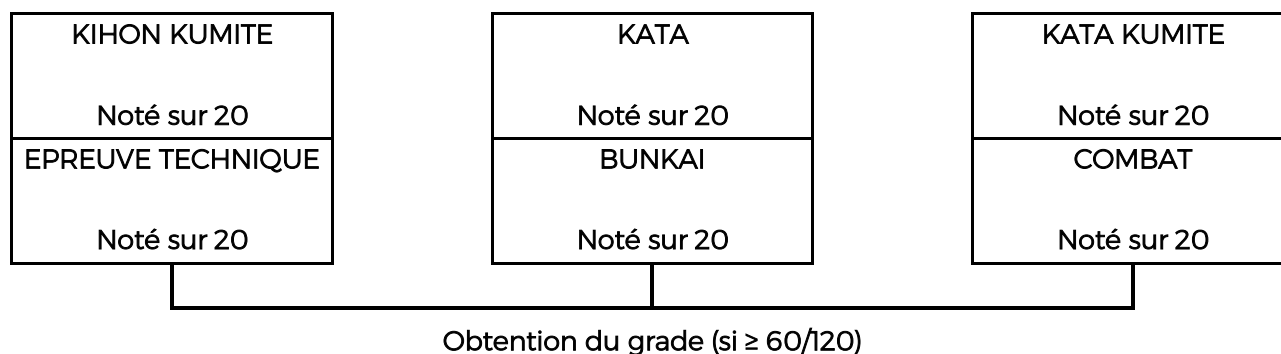 KIHON KUMITE
Noté sur 20
EPREUVE TECHNIQUE
Noté sur 20
KATA
Noté sur 20
BUNKAI
Noté sur 20
KATA KUMITE
Noté sur 20
COMBAT
Noté sur 20
Obtention du grade (si ≥ 60/120)